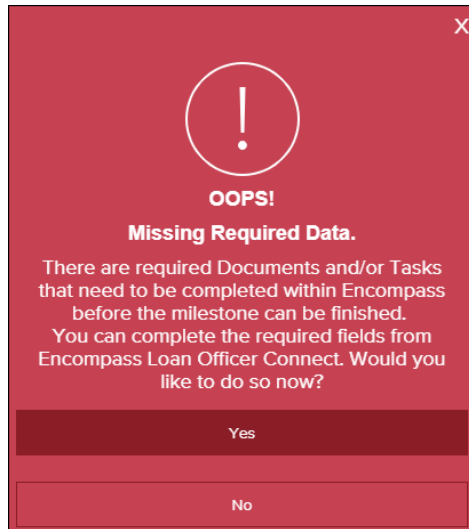 X
!
OOPS!
Missing Required Data.
There are required Documents and/or Tasks
that need to be completed within Encompass
before the milestone can be finished.
You can complete the required fields from
Encompass Loan Officer Connect. Would you
like to do so now?
Yes
No